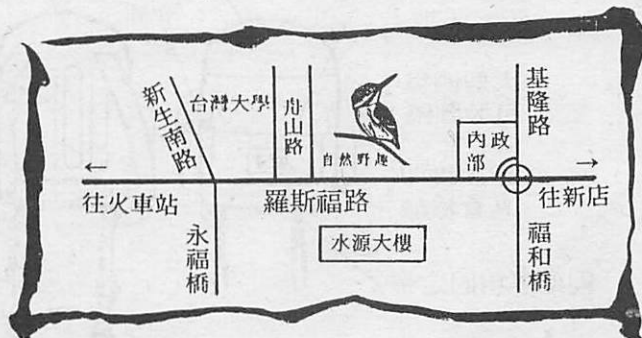 新生南路
台灣大學
舟山路
自然野趣
內政
部
基隆路
←
→
往火車站
羅斯福路
往新店
永福橋
水源大樓
福和橋